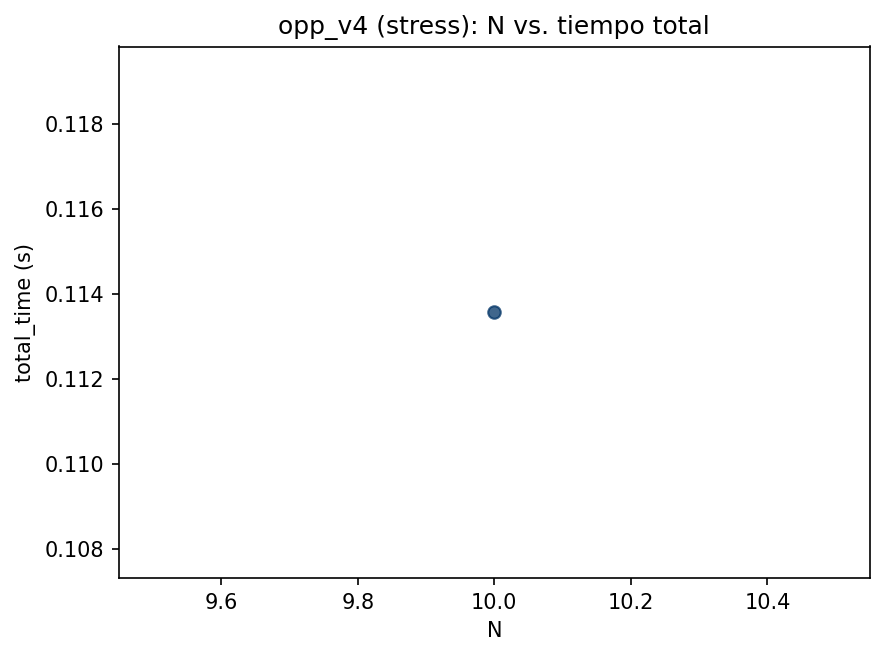 opp_v4 (stress): N vs. tiempo total
total_time (s)
0.118
0.116
0.114
0.112
0.110
0.108
9.6 9.8 10.0 10.2 10.4
N